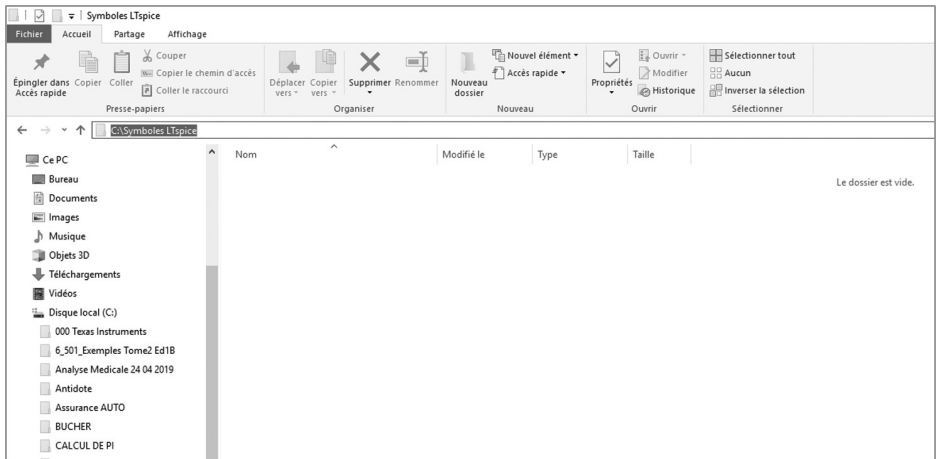 Symboles LTspice
Fichier Accueil Partage Affichage
Épingler dans Accès rapide
Copier
Coller
Couper
Copier le chemin d'accès
Coller le raccourci
Presse-papiers
Déplacer vers
Copier vers
Supprimer
Renommer
Organiser
Nouveau dossier
Nouvel élément
Accès rapide
Nouveau
Propriétés
Ouvrir
Modifier
Historique
Ouvrir
Sélectionner tout
Aucun
Inverser la sélection
Sélectionner
C:\Symboles LTspice
Nom Modifié le Type Taille
Le dossier est vide.
Ce PC
Bureau
Documents
Images
Musique
Objets 3D
Téléchargements
Vidéos
Disque local (C:)
000 Texas Instruments
6_501_Exemples Tome2 Ed1B
Analyse Medicale 24 04 2019
Antidote
Assurance AUTO
BUCHER
CALCUL DE PI